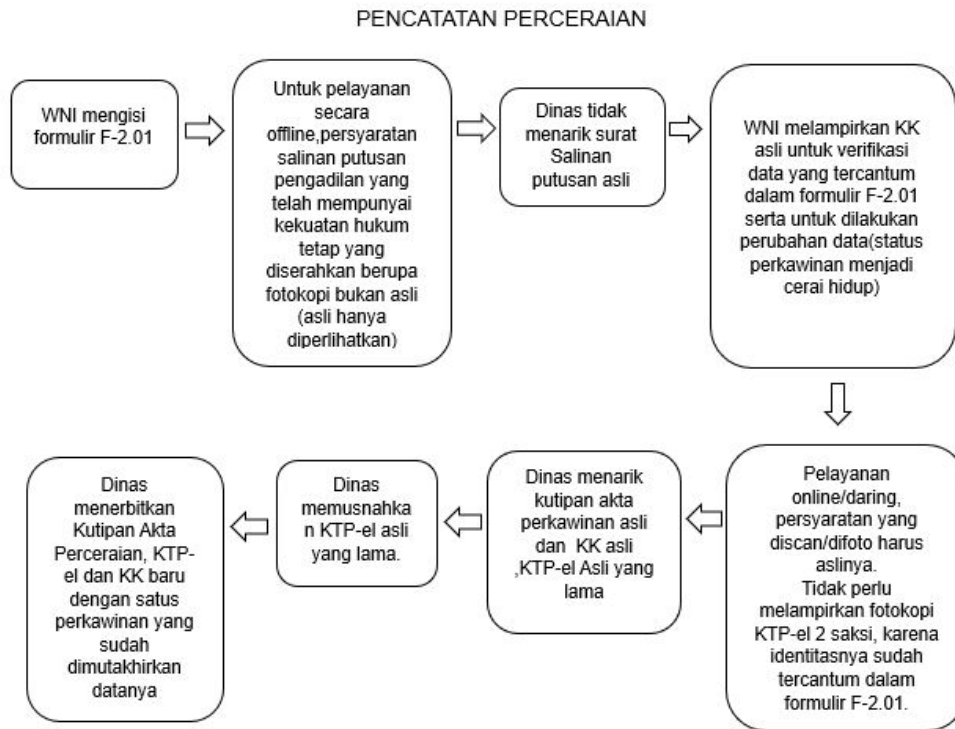 PENCATATAN PERCERAIAN
WNI mengisi
formulir F-2.01
Untuk pelayanan
secara
offline,persyaratan
salinan putusan
pengadilan yang
telah mempunyai
kekuatan hukum
tetap yang
diserahkan berupa
fotokopi bukan asli
(asli hanya
diperlihatkan)
Dinas tidak
menarik surat
Salinan
putusan asli
WNI melampirkan KK
asli untuk verifikasi
data yang tercantum
dalam formulir F-2.01
serta untuk dilakukan
perubahan data(status
perkawinan menjadi
cerai hidup)
Pelayanan
online/daring,
persyaratan yang
discan/difoto harus
aslinya.
Tidak perlu
melampirkan fotokopi
KTP-el 2 saksi, karena
identitasnya sudah
tercantum dalam
formulir F-2.01.
Dinas menarik
kutipan akta
perkawinan asli
dan KK asli
,KTP-el Asli yang
lama
Dinas
memusnahka
n KTP-el asli
yang lama.
Dinas
menerbitkan
Kutipan Akta
Perceraian, KTP-
el dan KK baru
dengan satus
perkawinan yang
sudah
dimutakhirkan
datanya